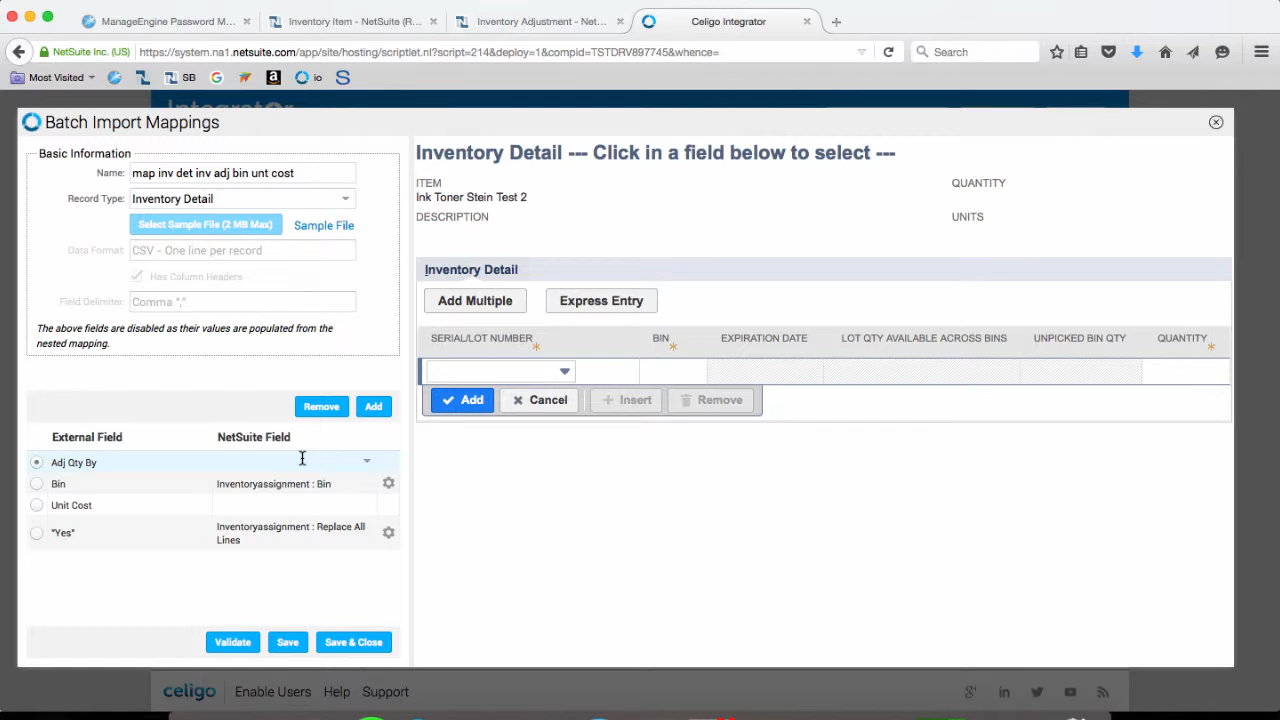 ManageEngine Password M...
Inventory Item - NetSuite (R...
Inventory Adjustment - Net...
Celigo Integrator
NetSuite Inc. (US)
https://system.na1.netsuite.com/app/site/hosting/scriptlet.nl?script=214&deploy=1&compid=TSTDRV897745&whence=
Search
Most Visited
SB
io
Batch Import Mappings
Basic Information
Name: map inv det inv adj bin unt cost
Record Type: Inventory Detail
Select Sample File (2 MB Max) Sample File
Data Format: CSV - One line per record
Has Column Headers
Field Delimiter: Comma ","
The above fields are disabled as their values are populated from the
nested mapping.
Remove Add
External Field NetSuite Field
Adj Qty By
Bin Inventoryassignment : Bin
Unit Cost
"Yes" Inventoryassignment : Replace All
Lines
Validate Save Save & Close
Inventory Detail --- Click in a field below to select ---
ITEM QUANTITY
Ink Toner Stein Test 2
DESCRIPTION UNITS
Inventory Detail
Add Multiple Express Entry
SERIAL/LOT NUMBER * BIN * EXPIRATION DATE LOT QTY AVAILABLE ACROSS BINS UNPICKED BIN QTY QUANTITY *
Add Cancel Insert Remove
celigo Enable Users Help Support